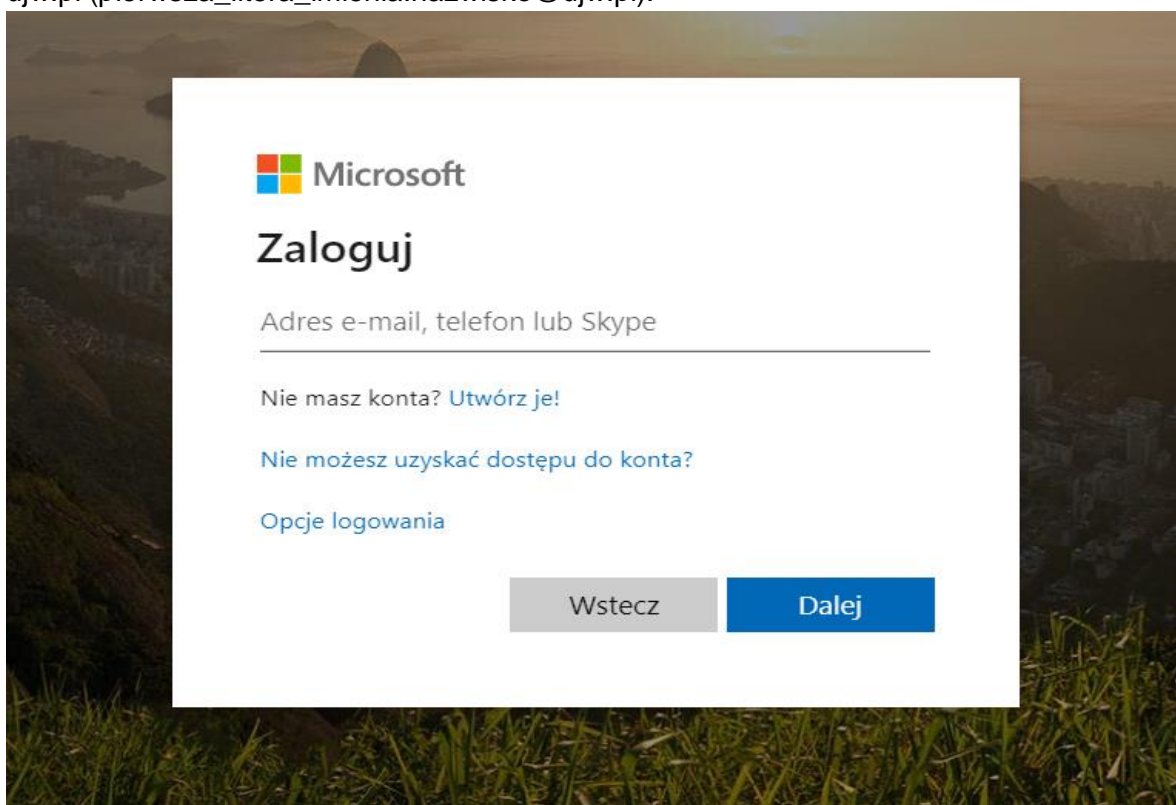 Microsoft
Zaloguj
Adres e-mail, telefon lub Skype
Nie masz konta? Utwórz je!
Nie możesz uzyskać dostępu do konta?
Opcje logowania
Wstecz
Dalej